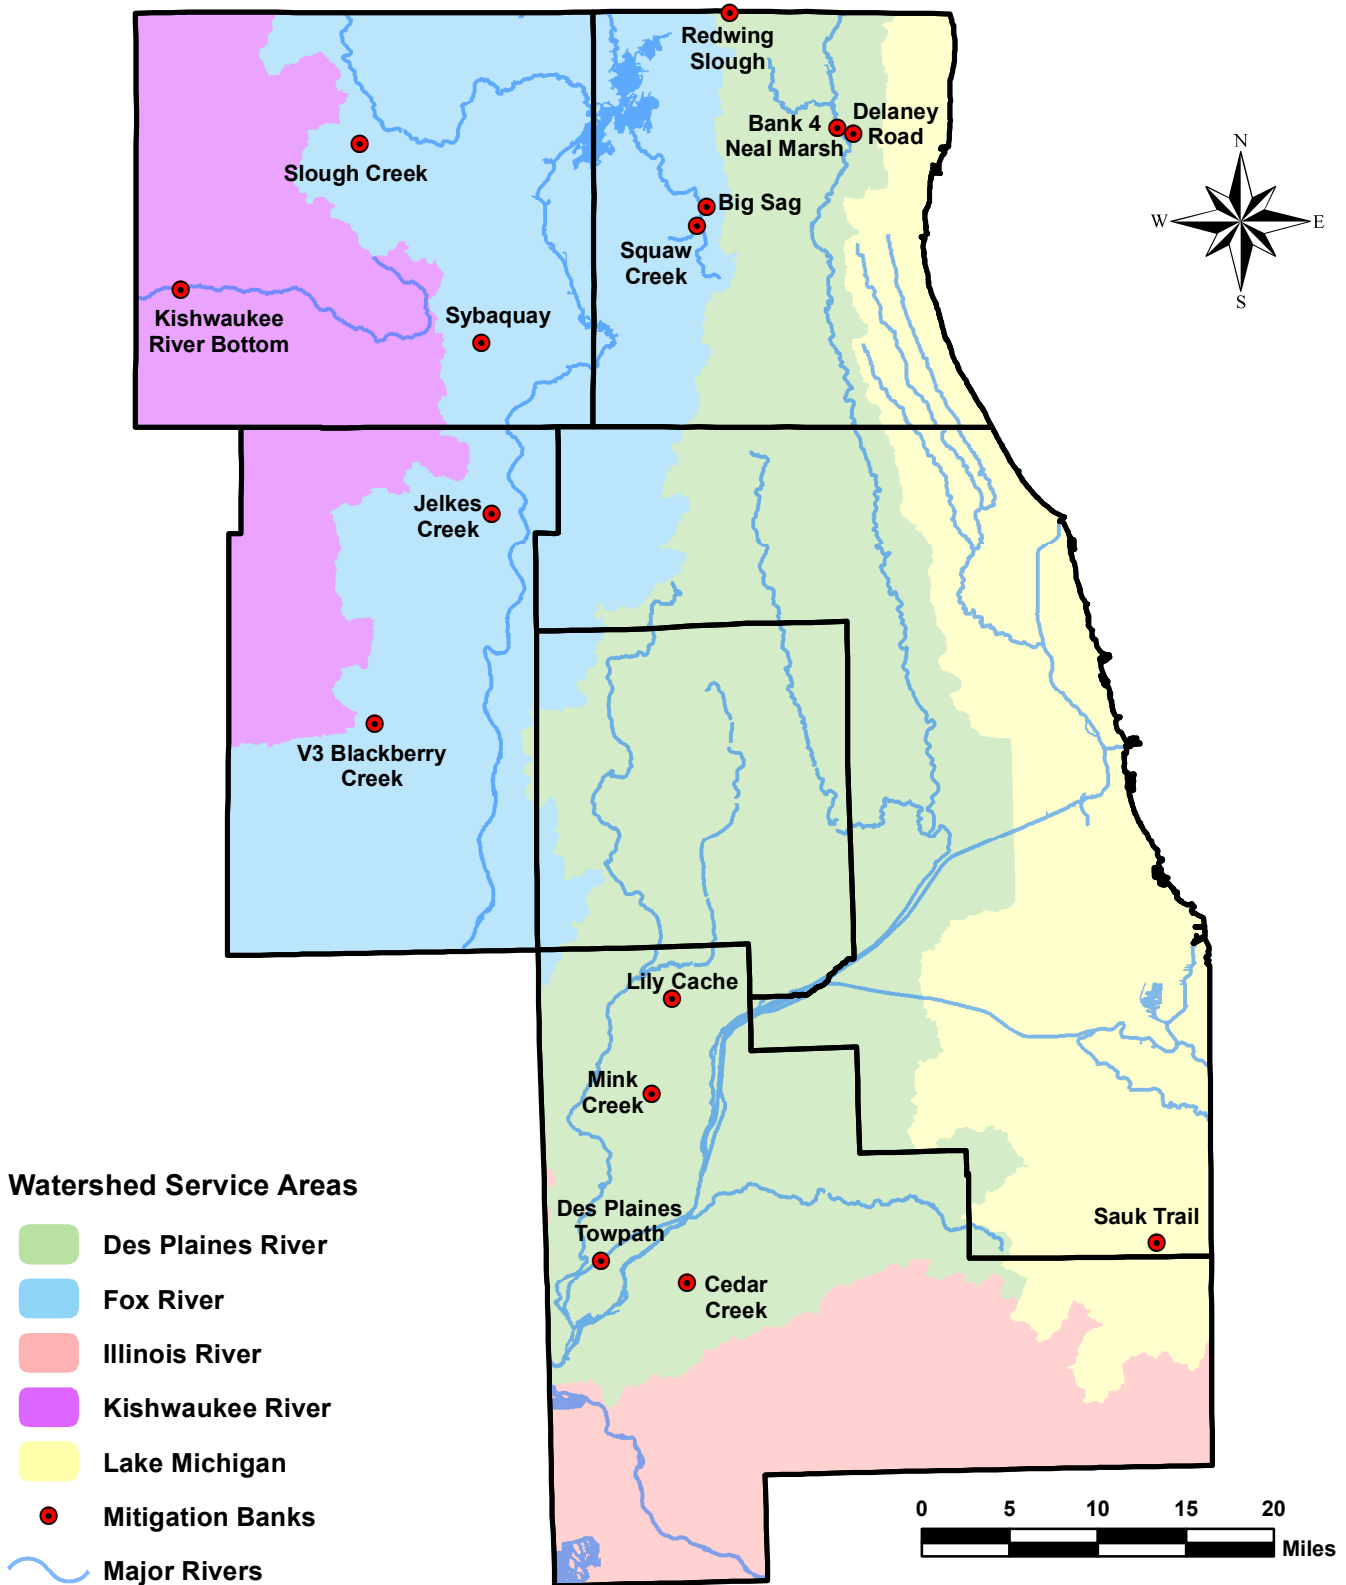 Redwing
Slough
Bank 4
Neal Marsh
Delaney
Road
Slough Creek
Big Sag
Squaw
Creek
N
W
E
S
Kishwaukee
River Bottom
Sybaquay
Jelkes
Creek
V3 Blackberry
Creek
Lily Cache
Mink
Creek
Des Plaines
Towpath
Cedar
Creek
Sauk Trail
Watershed Service Areas
Des Plaines River
Fox River
Illinois River
Kishwaukee River
Lake Michigan
Mitigation Banks
Major Rivers
0 5 10 15 20
Miles